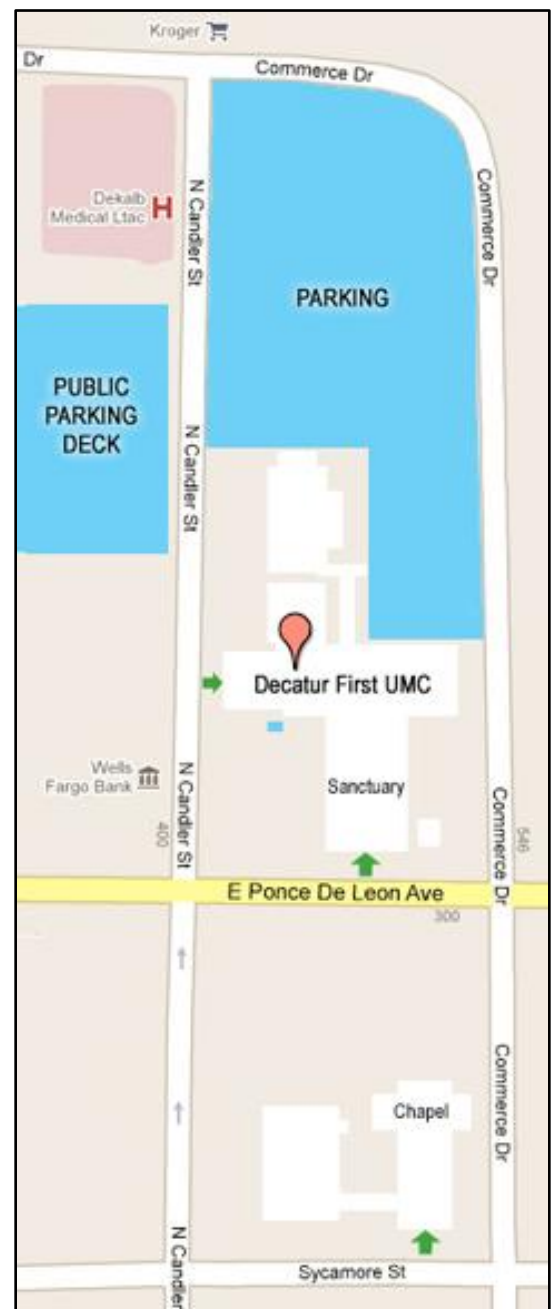 Kroger
Dr
Commerce Dr
Commerce Dr
Dekalb
Medical Ltac
H
N Candler St
PARKING
PUBLIC
PARKING
DECK
N Candler St
Decatur First UMC
Wells
Fargo Bank
N Candler St
400
Sanctuary
Commerce Dr
546
E Ponce De Leon Ave
300
Commerce Dr
Chapel
N Candler
Sycamore St